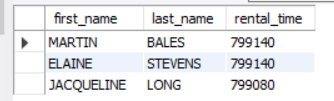 first_name last_name rental_time
MARTIN BALES 799140
ELAINE STEVENS 799140
JACQUELINE LONG 799080